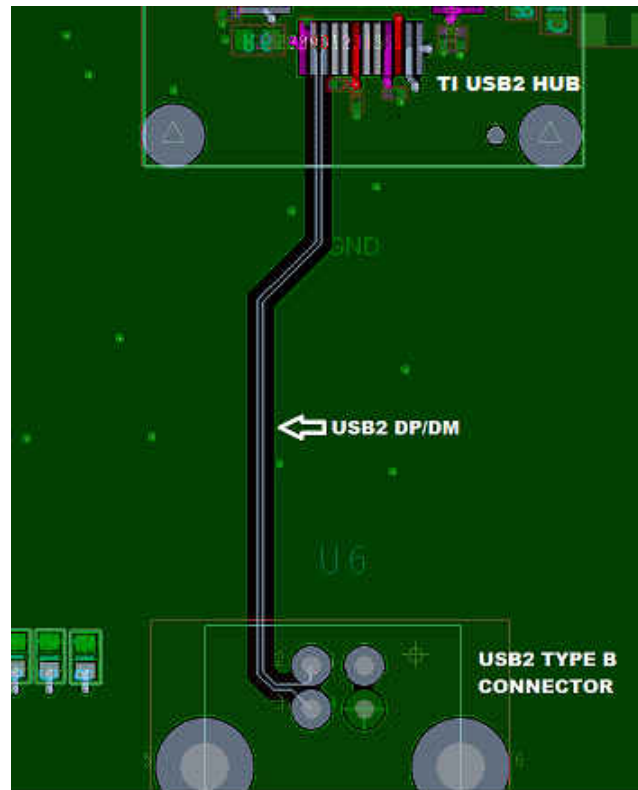 TI USB2 HUB
GND
USB2 DP/DM
U6
USB2 TYPE B
CONNECTOR